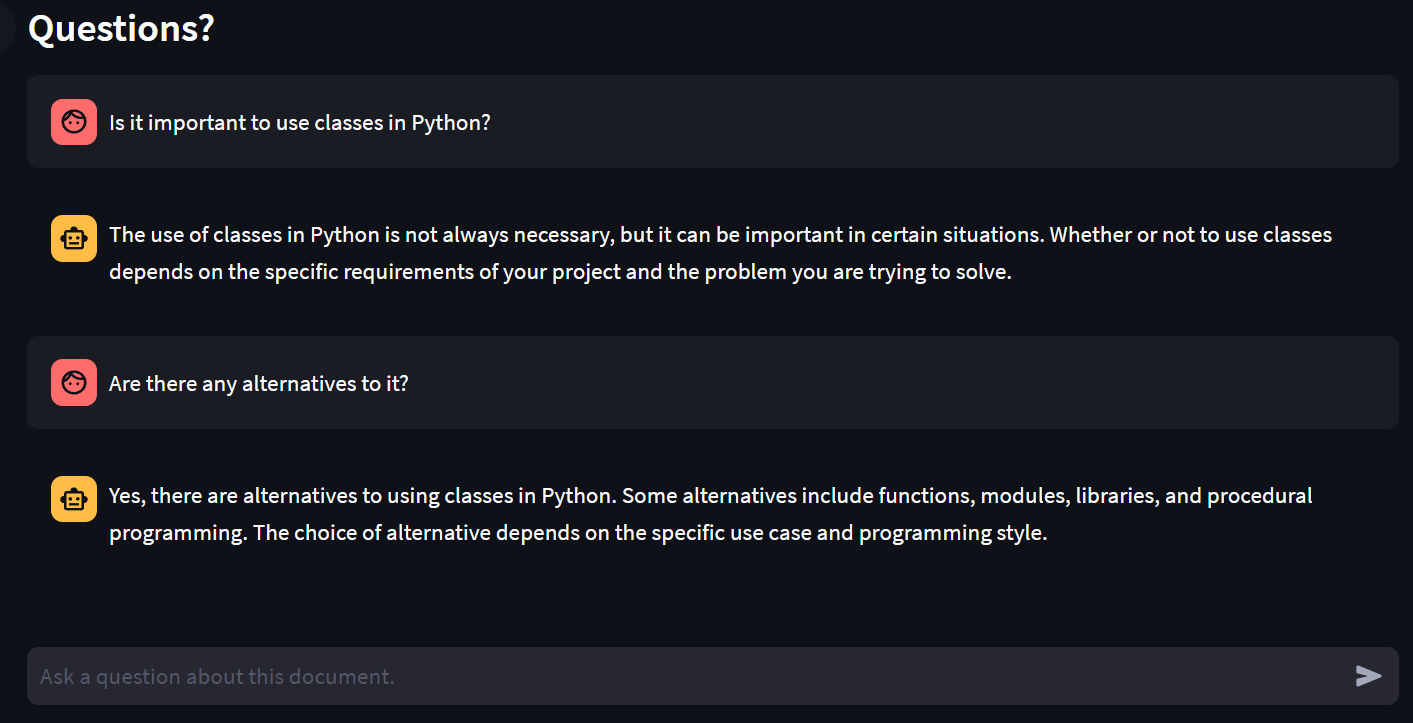 Questions?
Is it important to use classes in Python?
The use of classes in Python is not always necessary, but it can be important in certain situations. Whether or not to use classes
depends on the specific requirements of your project and the problem you are trying to solve.
Are there any alternatives to it?
Yes, there are alternatives to using classes in Python. Some alternatives include functions, modules, libraries, and procedural
programming. The choice of alternative depends on the specific use case and programming style.
Ask a question about this document.